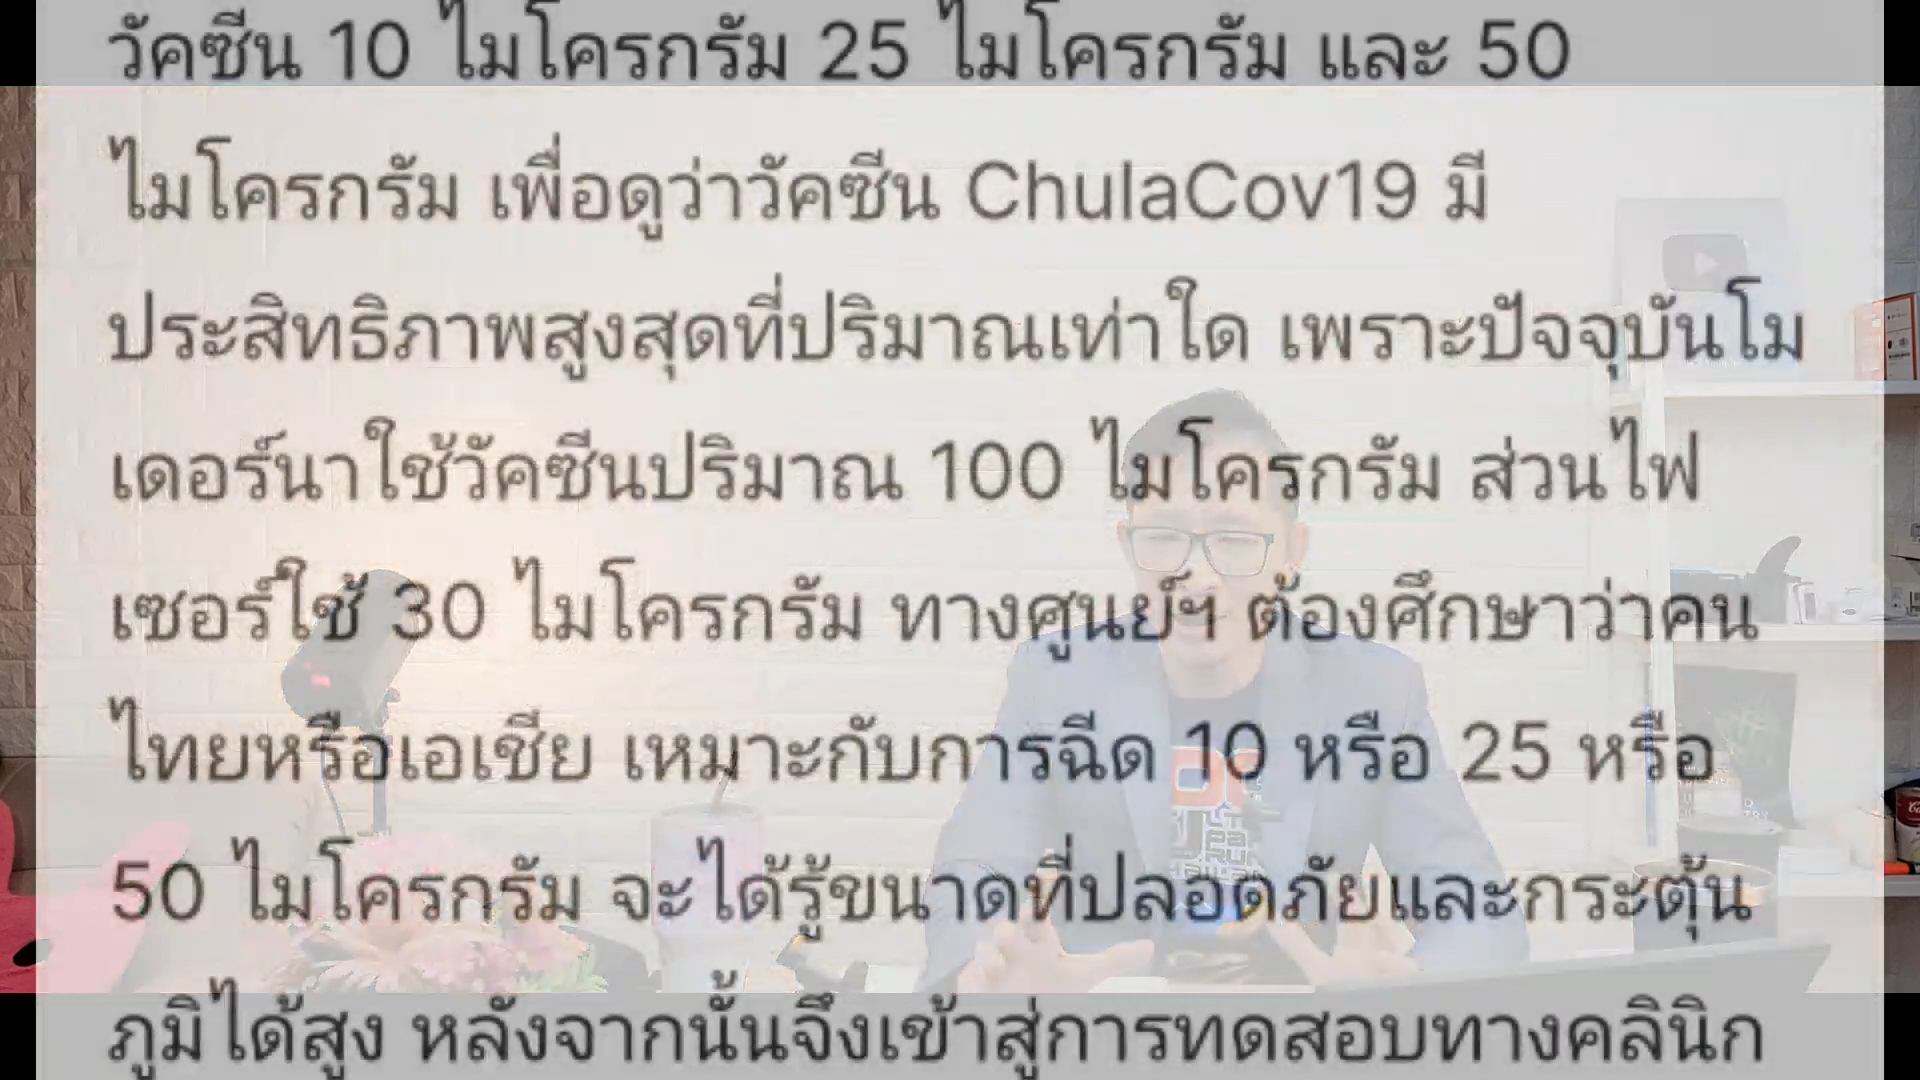 วัคซีน 10 ไมโครกรัม 25 ไมโครกรัม และ 50
ไมโครกรัม เพื่อดูว่าวัคซีน ChulaCov19 มี
ประสิทธิภาพสูงสุดที่ปริมาณเท่าใด เพราะปัจจุบันโม
เดอร์นาใช้วัคซีนปริมาณ 100 ไมโครกรัม ส่วนไฟ
เซอร์ใช้ 30 ไมโครกรัม ทางศูนย์ฯ ต้องศึกษาว่าคน
ไทยหรือเอเชีย เหมาะกับการฉีด 10 หรือ 25 หรือ
50 ไมโครกรัม จะได้รู้ขนาดที่ปลอดภัยและกระตุ้น
ภูมิได้สูง หลังจากนั้นจึงเข้าสู่การทดสอบทางคลินิก